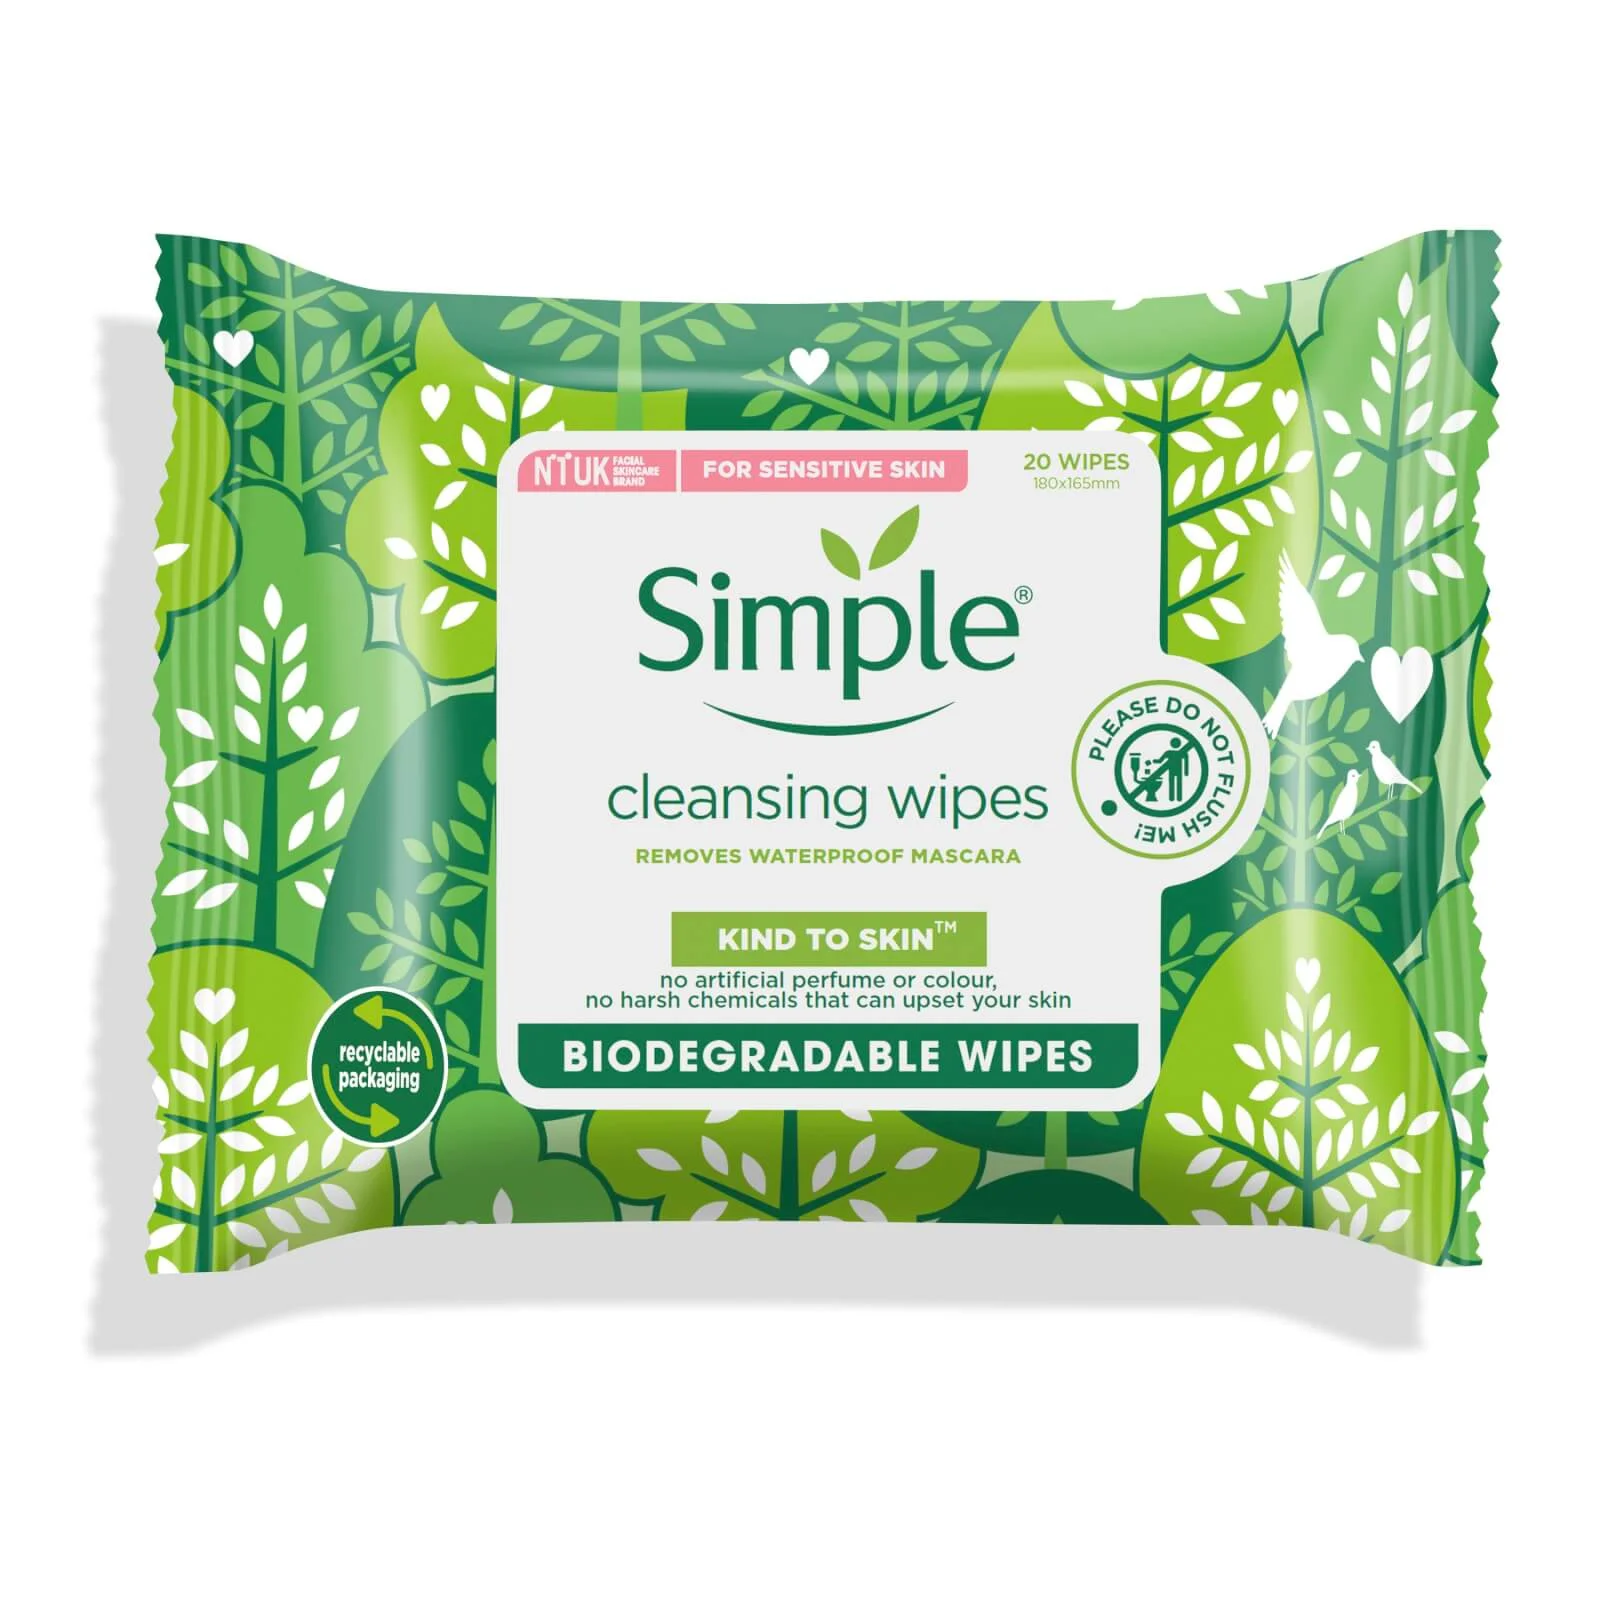 N°1 UK FACIAL
SKINCARE
BRAND
FOR SENSITIVE SKIN
20 WIPES
180x165mm
Simple®
cleansing wipes
REMOVES WATERPROOF MASCARA
PLEASE DO NOT FLUSH ME!
KIND TO SKIN™
no artificial perfume or colour,
no harsh chemicals that can upset your skin
BIODEGRADABLE WIPES
recyclable
packaging